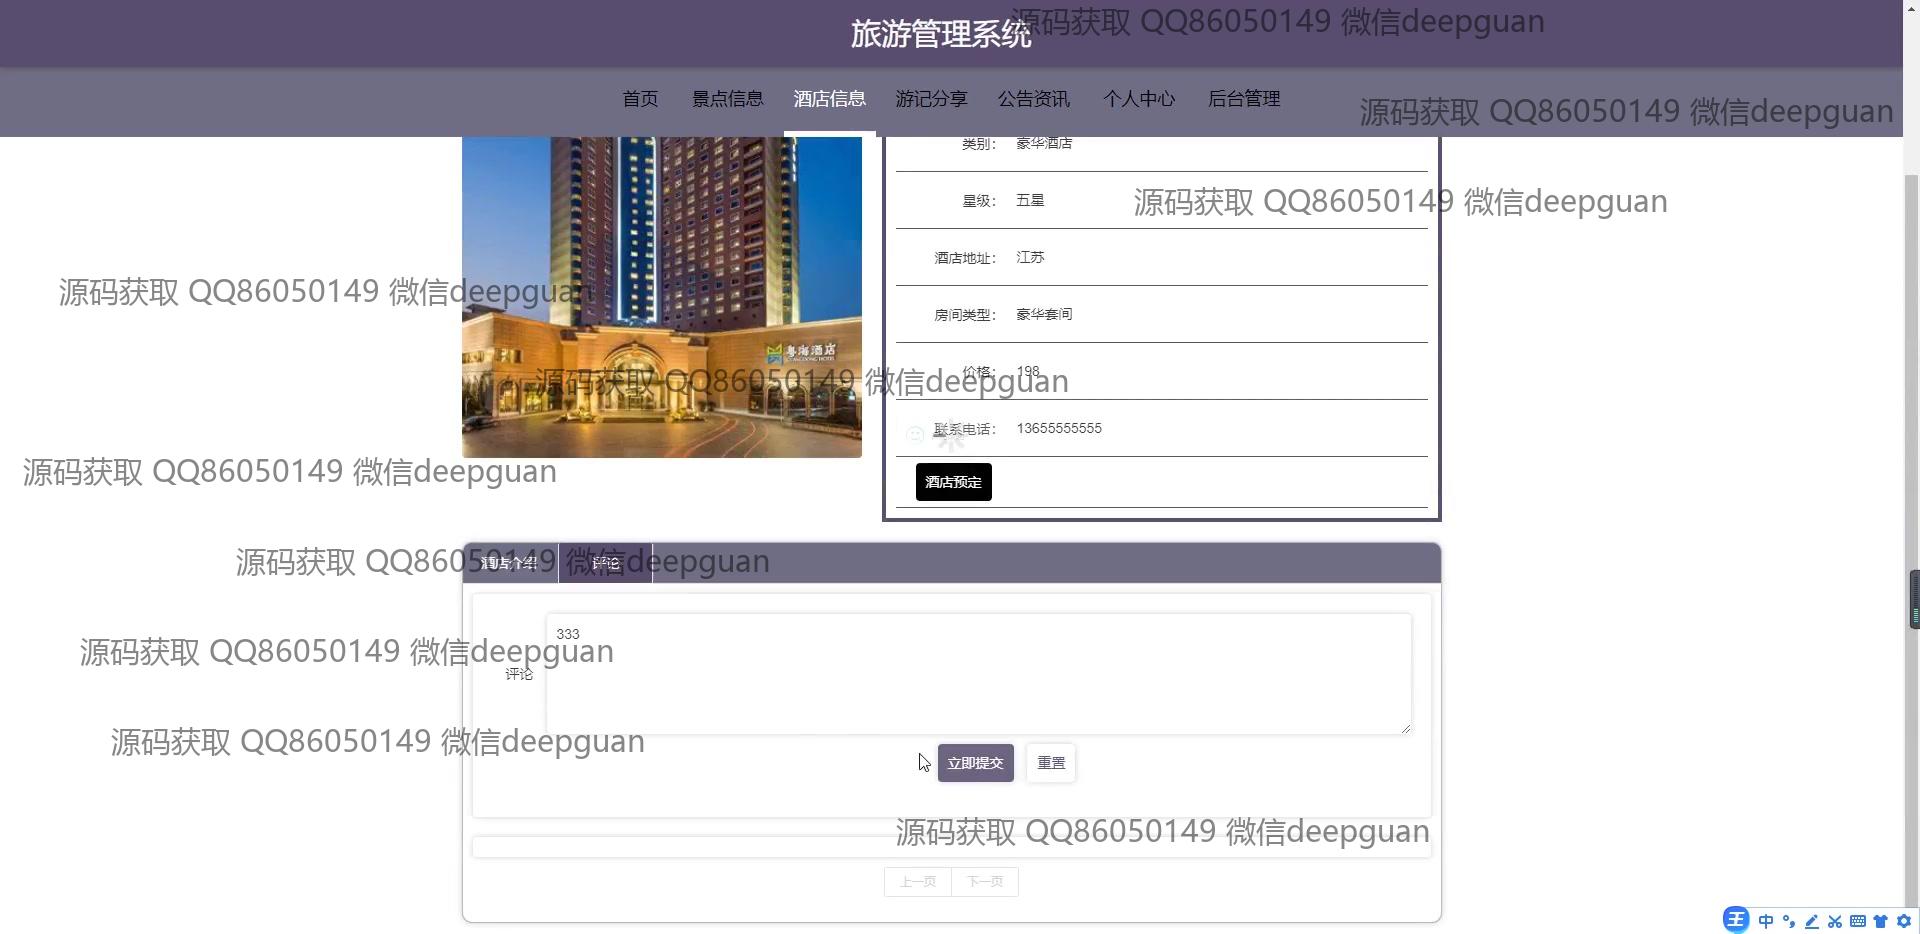 旅游管理系统
源码获取 QQ86050149 微信deepguan
首页 景点信息 酒店信息 游记分享 公告资讯 个人中心 后台管理
源码获取 QQ86050149 微信deepguan
类别： 豪华酒店
星级： 五星
源码获取 QQ86050149 微信deepguan
酒店地址： 江苏
源码获取 QQ86050149 微信deepguan
房间类型： 豪华套间
粤海酒店
GUANGDONG HOTEL
价格： 198
源码获取 QQ86050149 微信deepguan
联系电话： 13655555555
源码获取 QQ86050149 微信deepguan
酒店预定
酒店介绍 评论
源码获取 QQ86050149 微信deepguan
333
源码获取 QQ86050149 微信deepguan
评论
源码获取 QQ86050149 微信deepguan
立即提交 重置
源码获取 QQ86050149 微信deepguan
上一页 下一页
王 中